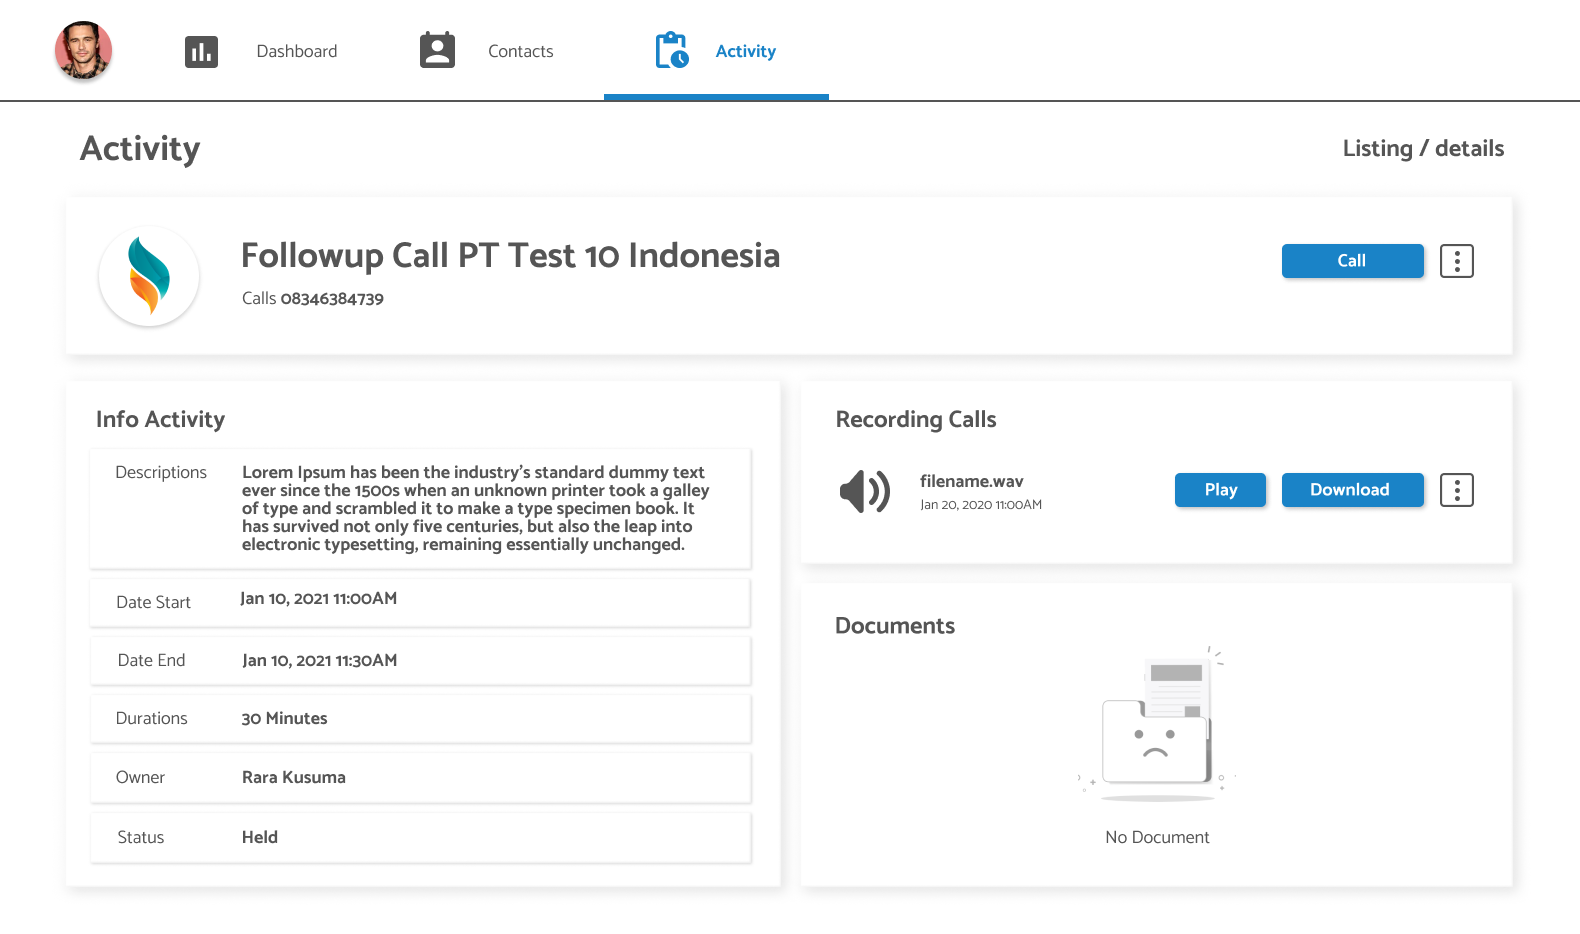 Dashboard
Contacts
Activity
Activity
Listing / details
Followup Call PT Test 10 Indonesia
Calls 08346384739
Call
Info Activity
Descriptions
Lorem Ipsum has been the industry's standard dummy text
ever since the 1500s when an unknown printer took a galley
of type and scrambled it to make a type specimen book. It
has survived not only five centuries, but also the leap into
electronic typesetting, remaining essentially unchanged.
Date Start
Jan 10, 2021 11:00AM
Date End
Jan 10, 2021 11:30AM
Durations
30 Minutes
Owner
Rara Kusuma
Status
Held
Recording Calls
filename.wav
Jan 20, 2020 11:00AM
Play
Download
Documents
No Document